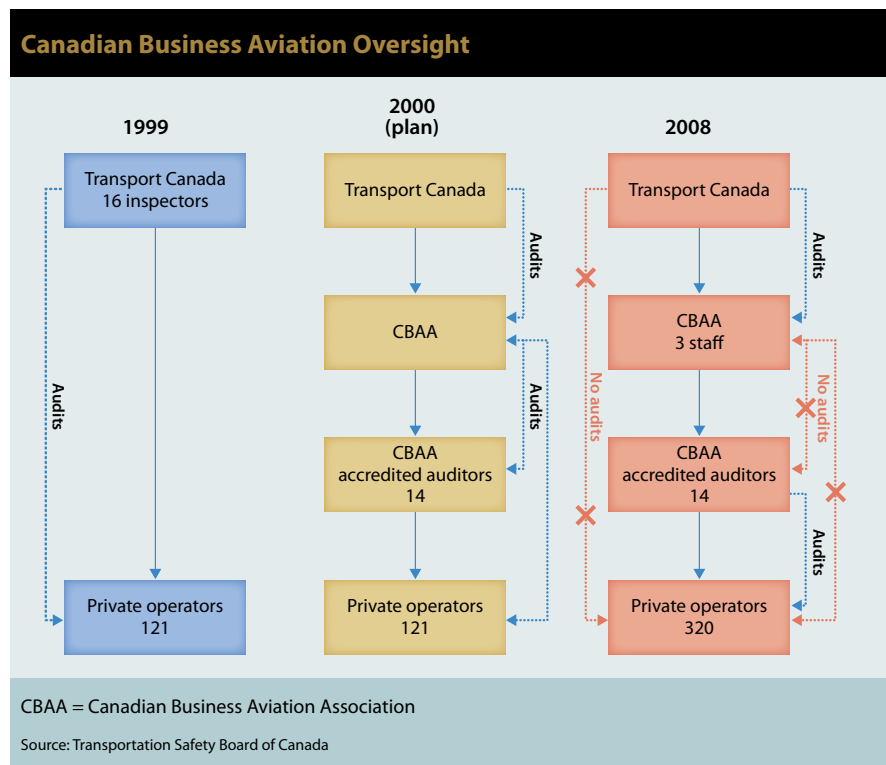 Canadian Business Aviation Oversight
1999
Transport Canada
16 inspectors
Audits
Private operators
121
2000
(plan)
Transport Canada
Audits
CBAA
Audits
CBAA
accredited auditors
14
Private operators
121
2008
Transport Canada
Audits
CBAA
3 staff
No audits
No audits
CBAA
accredited auditors
14
Audits
Private operators
320
CBAA = Canadian Business Aviation Association
Source: Transportation Safety Board of Canada